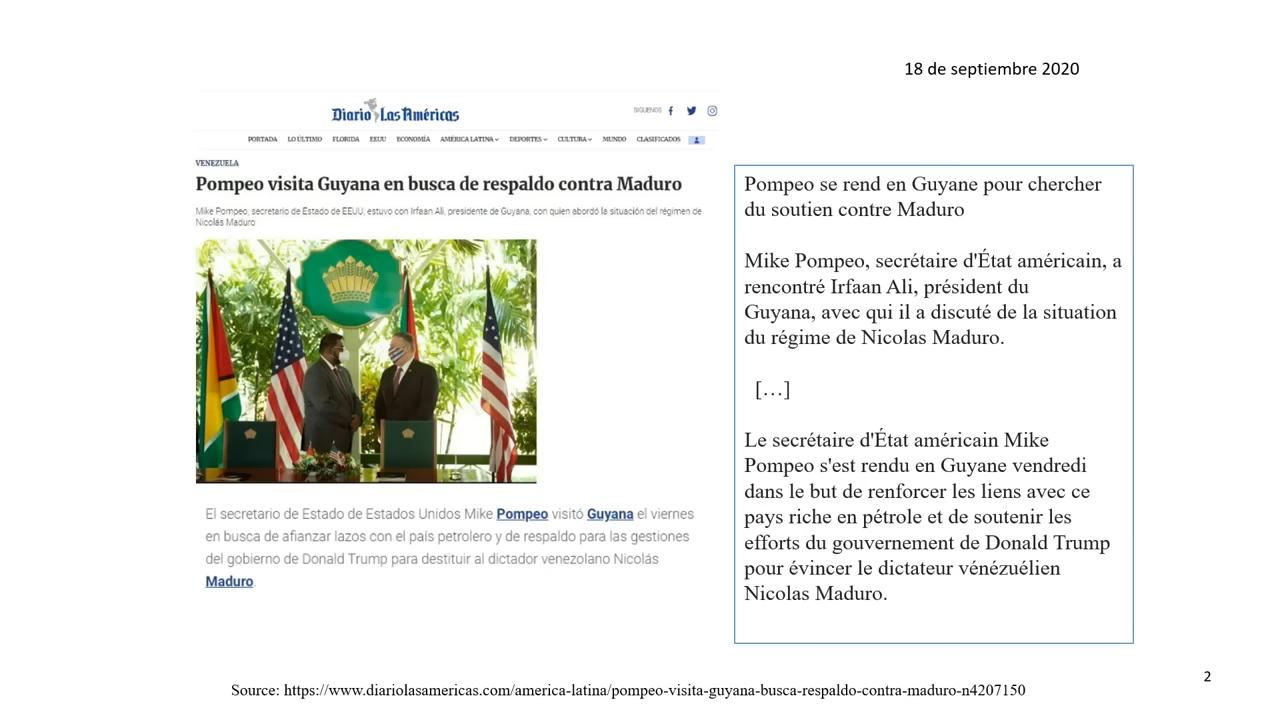 18 de septiembre 2020
Diario Las Américas
SIGUENOS
PORTADA LO ÚLTIMO FLORIDA EEUU ECONOMÍA AMÉRICA LATINA DEPORTES CULTURA MUNDO CLASIFICADOS
VENEZUELA
Pompeo visita Guyana en busca de respaldo contra Maduro
Mike Pompeo, secretario de Estado de EEUU, estuvo con Irfaan Ali, presidente de Guyana, con quien abordó la situación del régimen de
Nicolás Maduro
El secretario de Estado de Estados Unidos Mike Pompeo visitó Guyana el viernes
en busca de afianzar lazos con el país petrolero y de respaldo para las gestiones
del gobierno de Donald Trump para destituir al dictador venezolano Nicolás
Maduro.
Pompeo se rend en Guyane pour chercher
du soutien contre Maduro
Mike Pompeo, secrétaire d'État américain, a
rencontré Irfaan Ali, président du
Guyana, avec qui il a discuté de la situation
du régime de Nicolas Maduro.
[…]
Le secrétaire d'État américain Mike
Pompeo s'est rendu en Guyane vendredi
dans le but de renforcer les liens avec ce
pays riche en pétrole et de soutenir les
efforts du gouvernement de Donald Trump
pour évincer le dictateur vénézuélien
Nicolas Maduro.
Source: https://www.diariolasamericas.com/america-latina/pompeo-visita-guyana-busca-respaldo-contra-maduro-n4207150
2